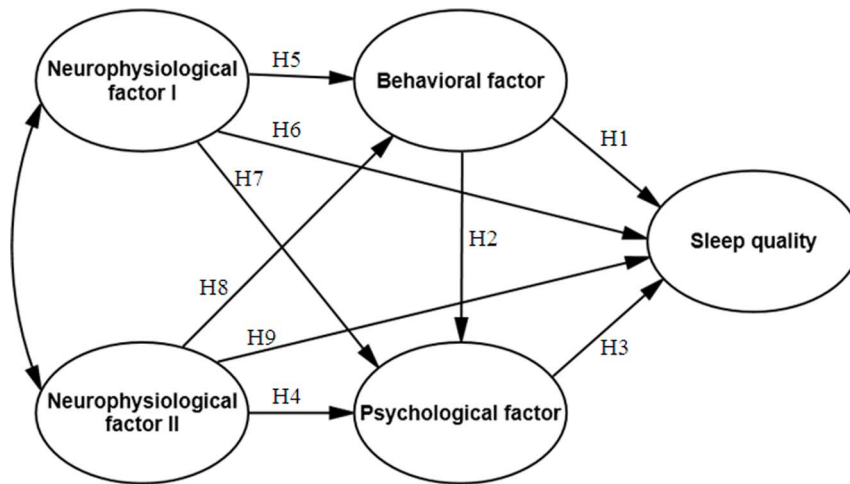 Neurophysiological
factor I
H5
Behavioral factor
H6
H1
H7
H2
Sleep quality
H8
H9
H3
Neurophysiological
factor II
H4
Psychological factor